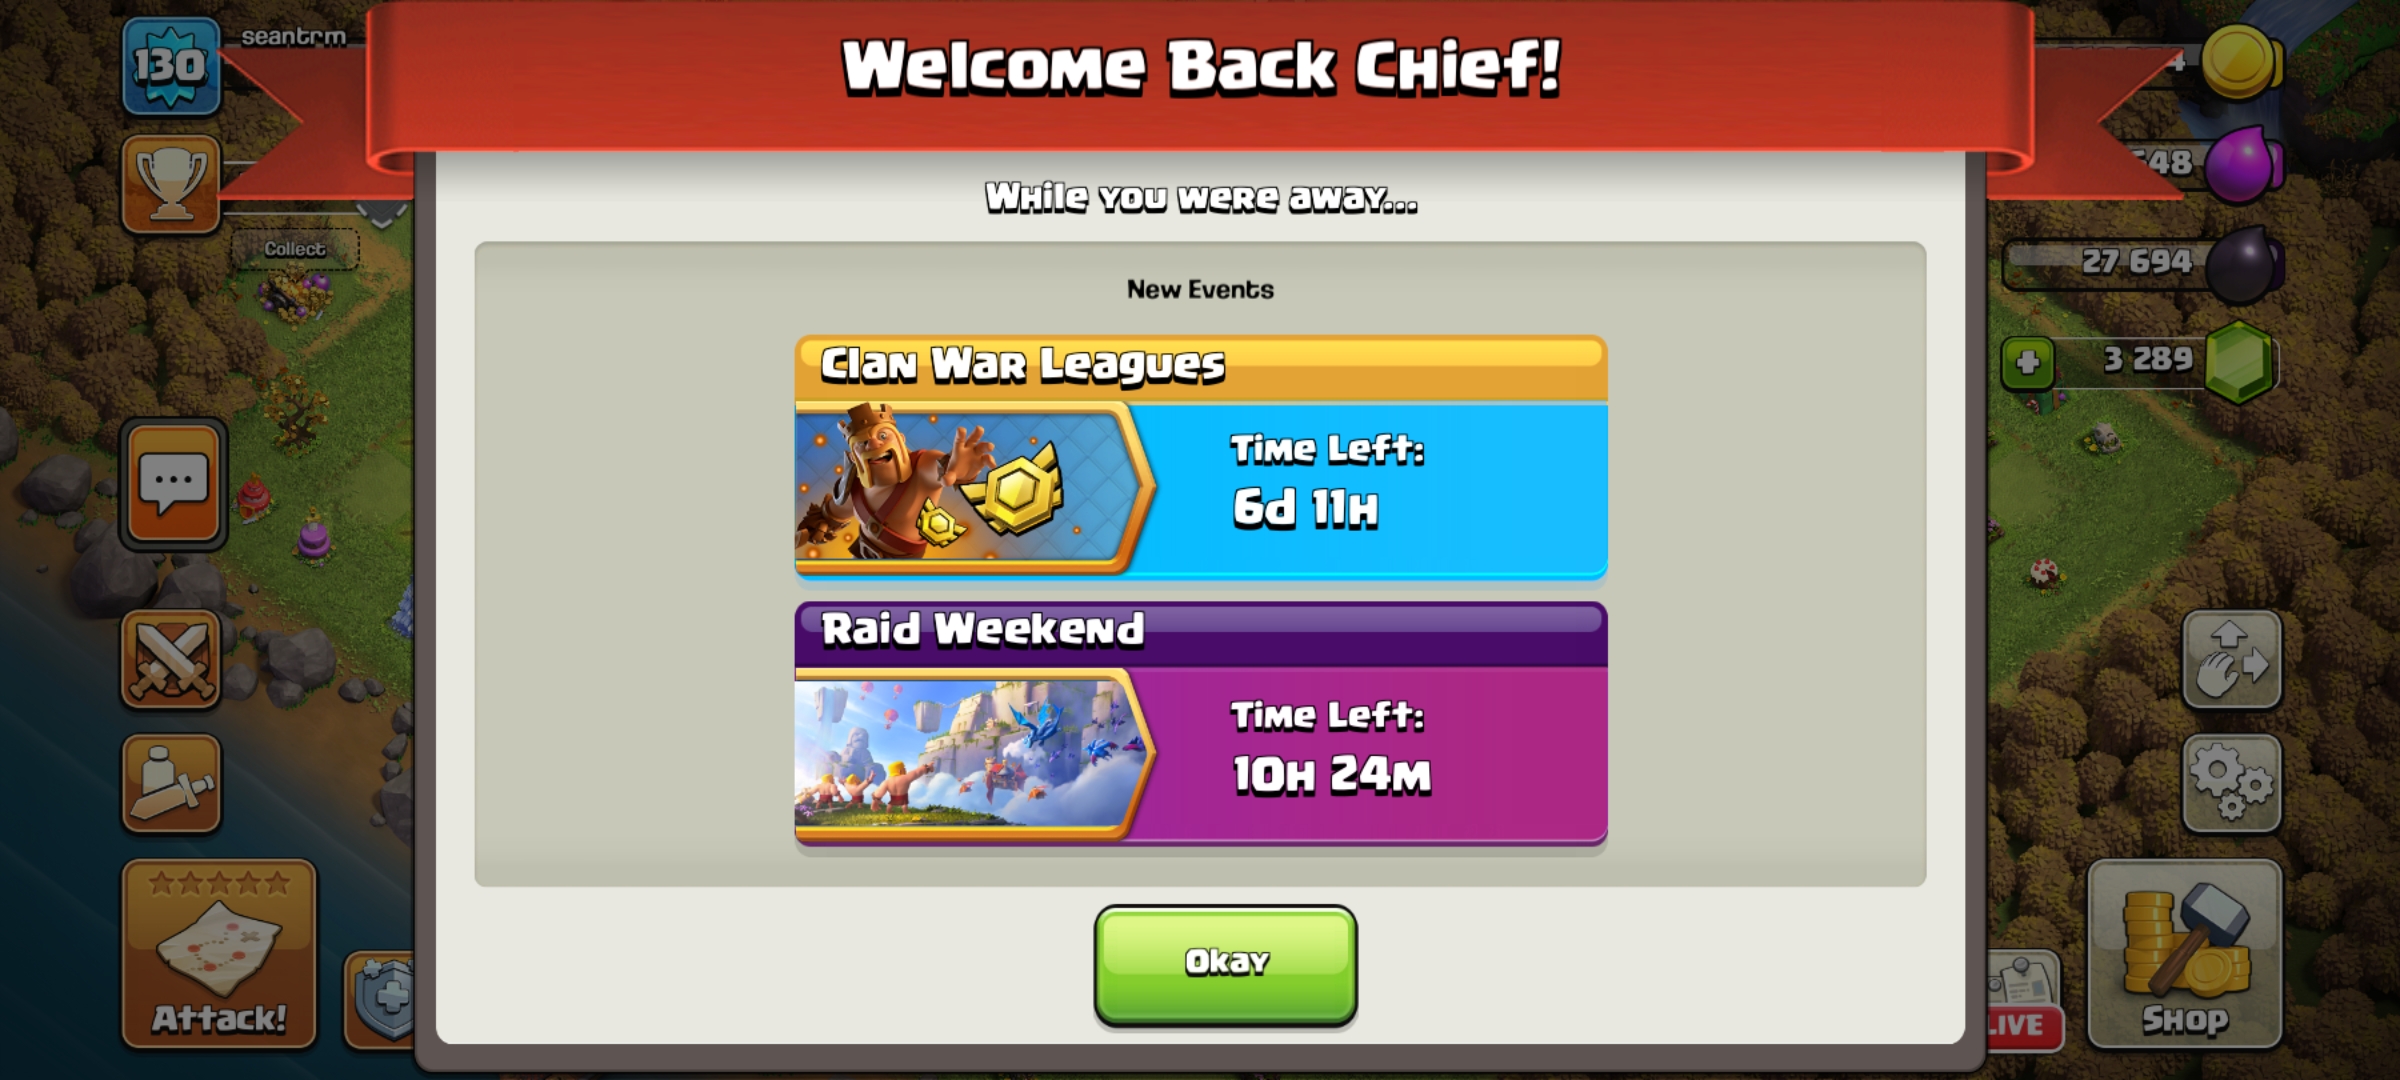 130
seantrm
Welcome Back Chief!
While you were away...
Collect
New Events
Clan War Leagues
Time Left:
6d 11h
Raid Weekend
Time Left:
10h 24m
Okay
27 694
3 289
Attack!
LIVE
Shop